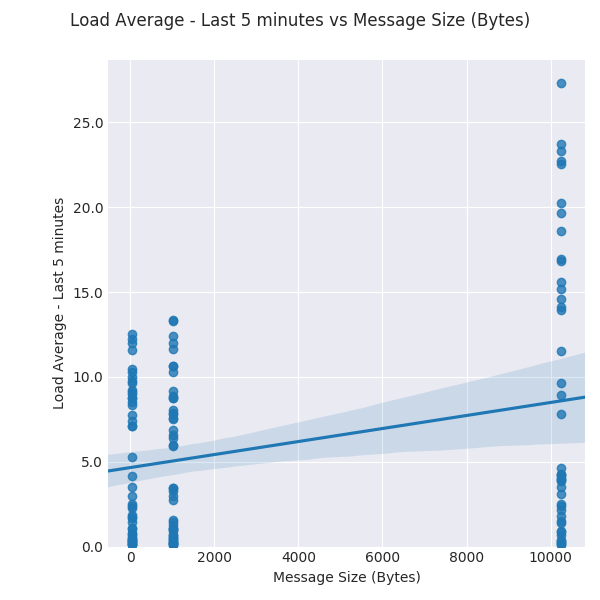 Load Average - Last 5 minutes vs Message Size (Bytes)
Load Average - Last 5 minutes
25.0
20.0
15.0
10.0
5.0
0.0
0 2000 4000 6000 8000 10000
Message Size (Bytes)